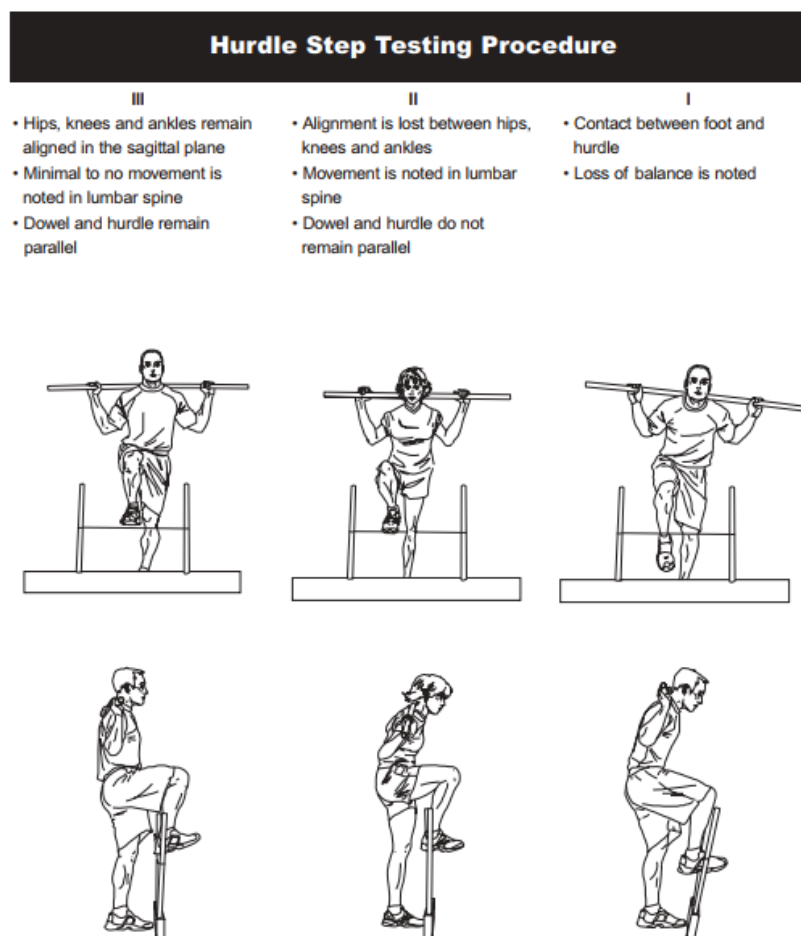 Hurdle Step Testing Procedure
III
• Hips, knees and ankles remain
aligned in the sagittal plane
• Minimal to no movement is
noted in lumbar spine
• Dowel and hurdle remain
parallel
II
• Alignment is lost between hips,
knees and ankles
• Movement is noted in lumbar
spine
• Dowel and hurdle do not
remain parallel
I
• Contact between foot and
hurdle
• Loss of balance is noted